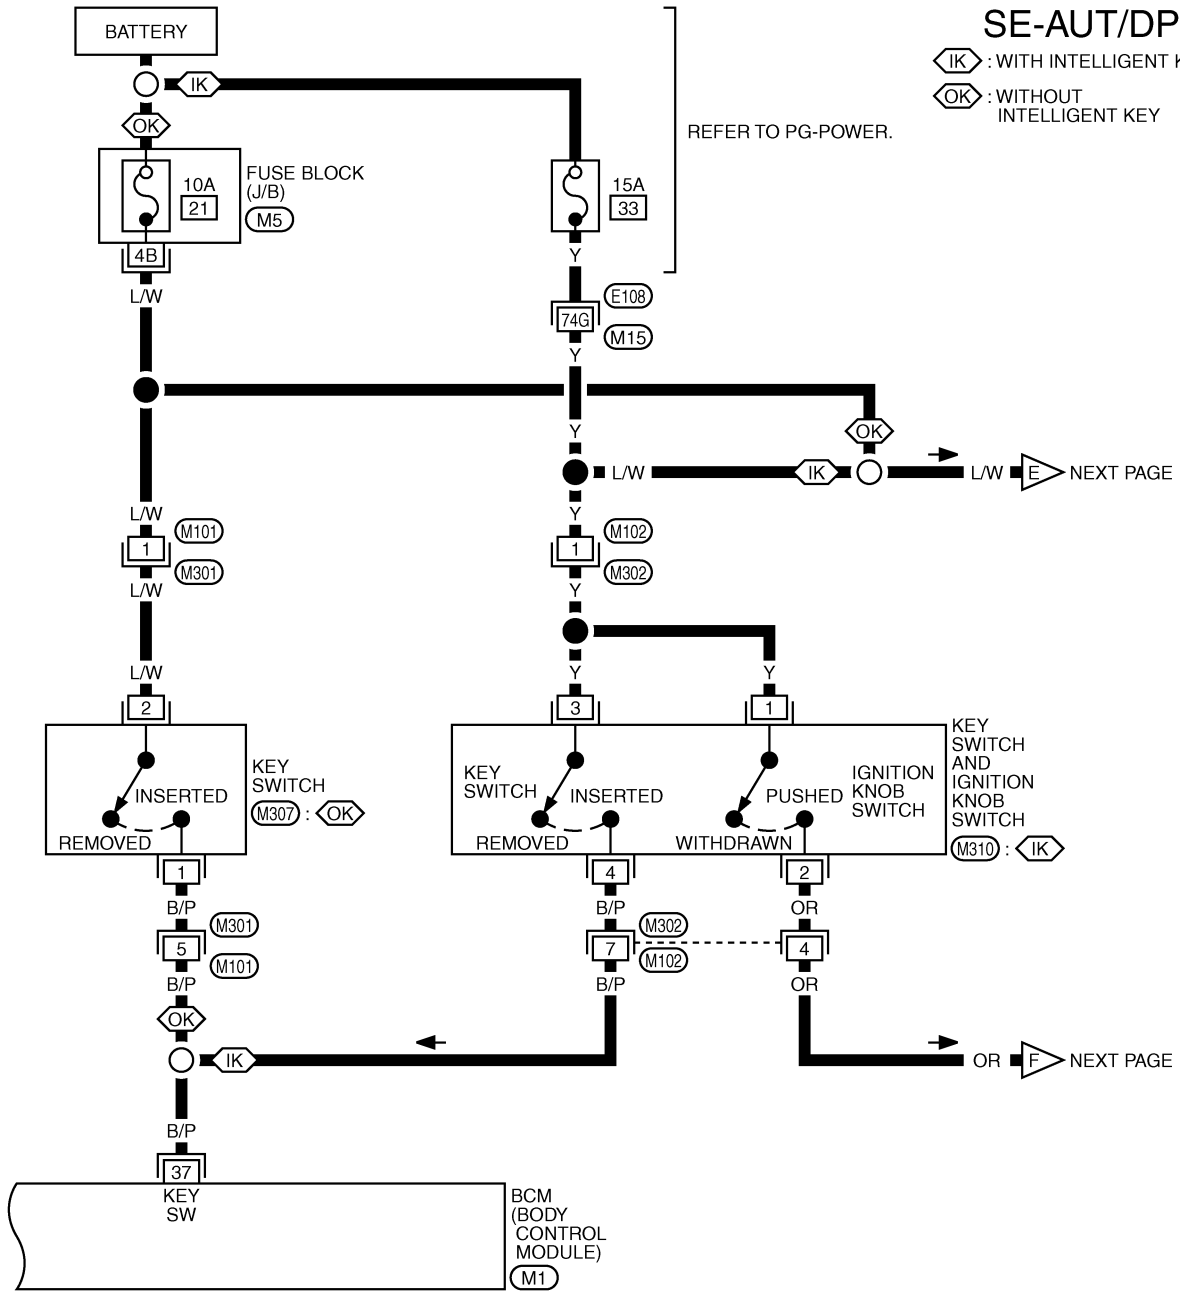 SE-AUT/DP
BATTERY
IK
IK : WITH INTELLIGENT
OK
OK : WITHOUT
INTELLIGENT KEY
REFER TO PG-POWER.
FUSE BLOCK
(J/B)
M5
10A
21
15A
33
4B
Y
L/W
E108
74G
M15
Y
OK
Y
L/W
IK
L/W
E
NEXT PAGE
L/W
Y
M101
M102
1
1
M301
M302
L/W
Y
L/W
Y
Y
2
3
1
KEY
SWITCH
INSERTED
REMOVED
M307 : OK
KEY
SWITCH
INSERTED
REMOVED
IGNITION
KNOB
SWITCH
PUSHED
WITHDRAWN
KEY
SWITCH
AND
IGNITION
KNOB
SWITCH
M310 : IK
1
4
2
B/P
B/P
OR
M301
M302
5
7
4
M101
M102
B/P
B/P
OR
OK
IK
OR
F
NEXT PAGE
B/P
37
KEY
SW
BCM
(BODY
CONTROL
MODULE)
M1